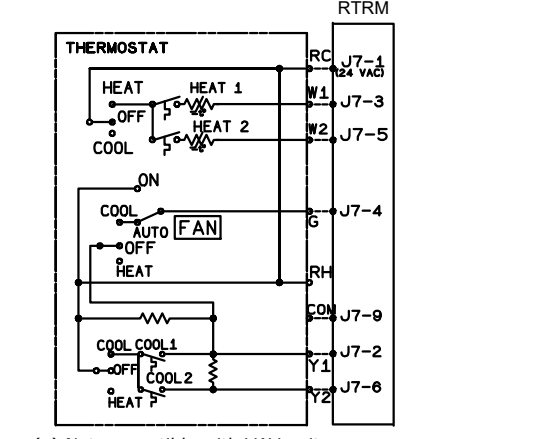 RTRM
THERMOSTAT
RC
J7-1
(24 VAC)
HEAT
HEAT 1
W1
J7-3
OFF
HEAT 2
W2
J7-5
COOL
ON
COOL
J7-4
AUTO
FAN
G
OFF
HEAT
RH
COM
J7-9
COOL
COOL1
J7-2
Y1
OFF
COOL2
J7-6
HEAT
Y2